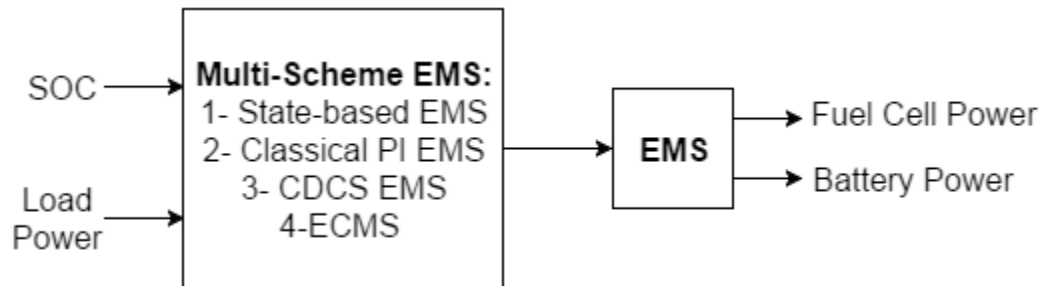 SOC
Load
Power
Multi-Scheme EMS:
1- State-based EMS
2- Classical PI EMS
3- CDCS EMS
4-ECMS
EMS
Fuel Cell Power
Battery Power